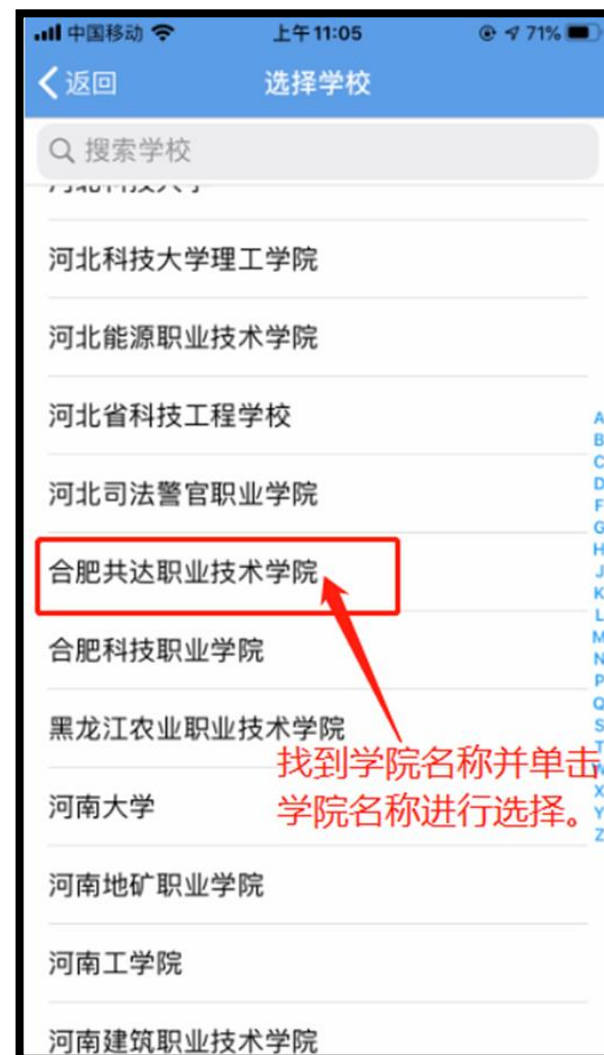 中国移动 上午11:05 71%
返回 选择学校
搜索学校
河北科技大学理工学院
河北能源职业技术学院
河北省科技工程学校
河北司法警官职业学院
合肥共达职业技术学院
合肥科技职业学院
黑龙江农业职业技术学院
找到学院名称并单击
河南大学
学院名称进行选择。
河南地矿职业学院
河南工学院
河南建筑职业技术学院
A
B
C
D
F
G
H
J
K
L
M
N
P
Q
S
T
W
X
Y
Z